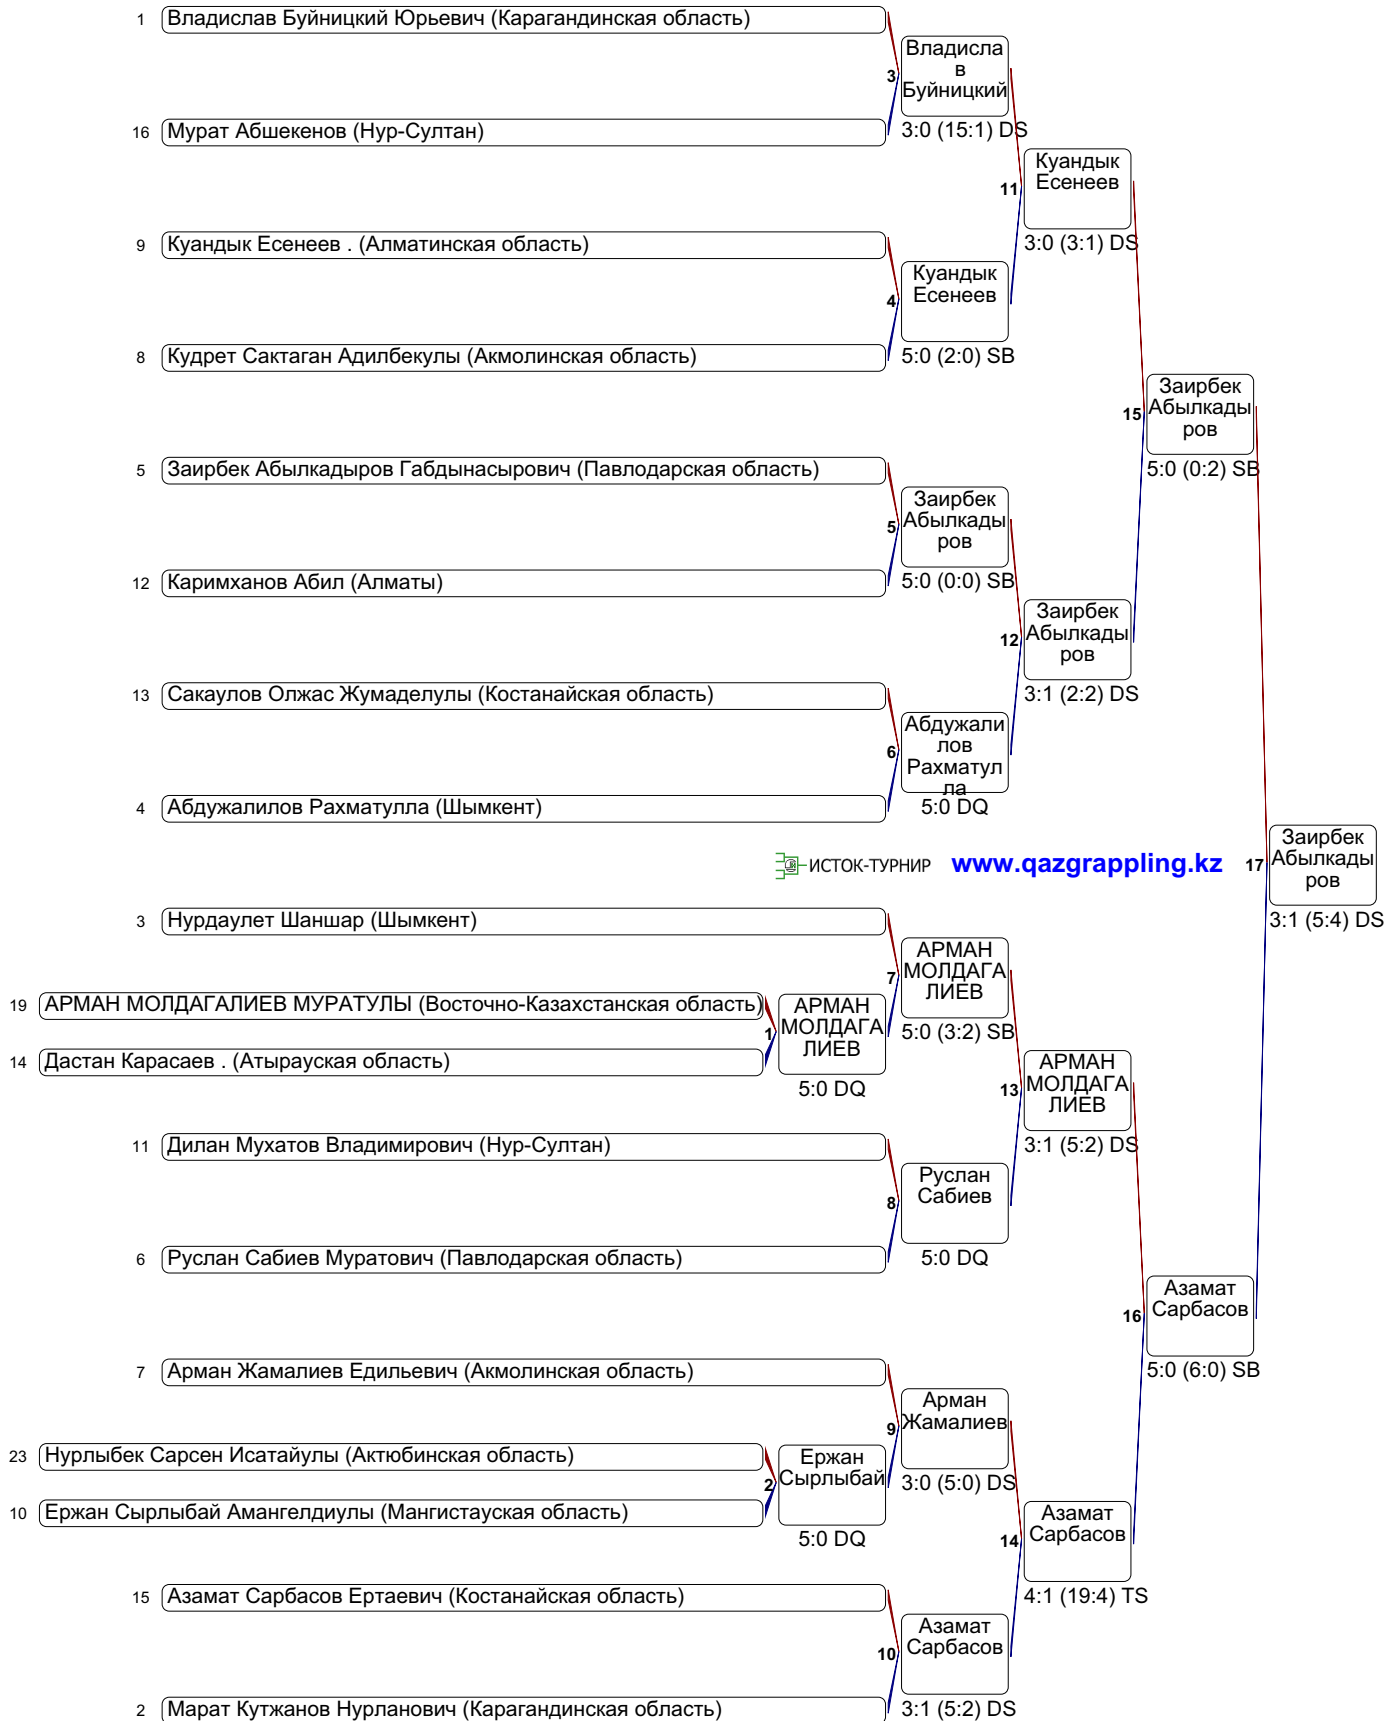 1 Владислав Буйницкий Юрьевич (Карагандинская область)
Владисла
в
Буйницкий
3
16 Мурат Абшекенов (Нур-Султан)
3:0 (15:1) DS
Куандык
Есенеев
11
9 Куандык Есенеев . (Алматинская область)
3:0 (3:1) DS
Куандык
Есенеев
4
8 Кудрет Сактаган Адилбекулы (Акмолинская область)
5:0 (2:0) SB
Заирбек
Абылкады
ров
15
5 Заирбек Абылкадыров Габдынасырович (Павлодарская область)
5:0 (0:2) SB
Заирбек
Абылкады
ров
5
12 Каримханов Абил (Алматы)
5:0 (0:0) SB
Заирбек
Абылкады
ров
12
13 Сакаулов Олжас Жумаделулы (Костанайская область)
3:1 (2:2) DS
Абдужали
лов
Рахматул
ла
6
4 Абдужалилов Рахматулла (Шымкент)
5:0 DQ
ИСТОК-ТУРНИР www.qazgrappling.kz
17
Заирбек
Абылкады
ров
3:1 (5:4) DS
3 Нурдаулет Шаншар (Шымкент)
АРМАН
МОЛДАГА
ЛИЕВ
7
19 АРМАН МОЛДАГАЛИЕВ МУРАТУЛЫ (Восточно-Казахстанская область)
АРМАН
МОЛДАГА
ЛИЕВ
1
5:0 (3:2) SB
14 Дастан Карасаев . (Атырауская область)
5:0 DQ
АРМАН
МОЛДАГА
ЛИЕВ
13
11 Дилан Мухатов Владимирович (Нур-Султан)
3:1 (5:2) DS
Руслан
Сабиев
8
6 Руслан Сабиев Муратович (Павлодарская область)
5:0 DQ
Азамат
Сарбасов
16
7 Арман Жамалиев Едильевич (Акмолинская область)
5:0 (6:0) SB
Арман
Жамалиев
9
23 Нурлыбек Сарсен Исатайулы (Актюбинская область)
Ержан
Сырлыбай
2
3:0 (5:0) DS
10 Ержан Сырлыбай Амангелдиулы (Мангистауская область)
5:0 DQ
Азамат
Сарбасов
14
15 Азамат Сарбасов Ертаевич (Костанайская область)
4:1 (19:4) TS
Азамат
Сарбасов
10
2 Марат Кутжанов Нурланович (Карагандинская область)
3:1 (5:2) DS